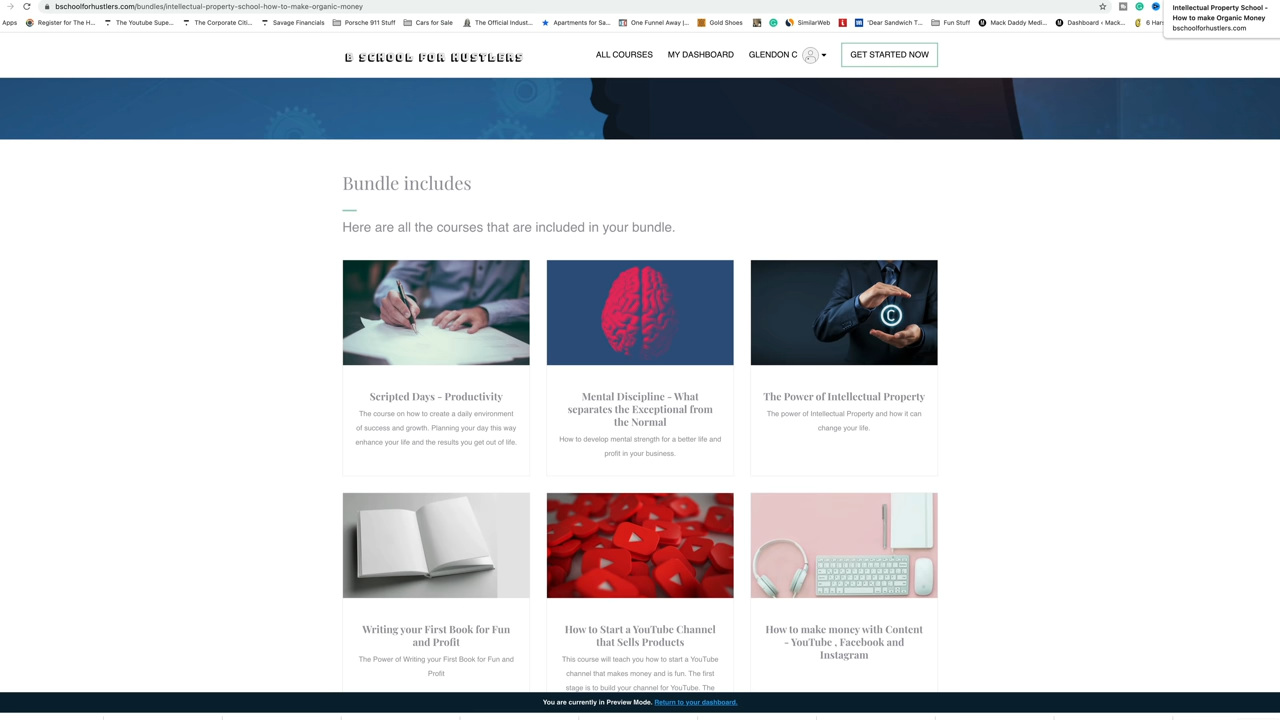 bschoolforhustlers.com/bundles/intellectual-property-school-how-to-make-organic-money
Intellectual Property School - How to make Organic Money
bschoolforhustlers.com
Apps Register for The H... The Youtube Supe... The Corporate Citi... Savage Financials Porsche 911 Stuff Cars for Sale The Official Indust... Apartments for Sa... One Funnel Away |... Gold Shoes SimilarWeb 'Dear Sandwich T... Fun Stuff Mack Daddy Medi... Dashboard ‹ Mack... 6 Har
B SCHOOL FOR HUSTLERS
ALL COURSES MY DASHBOARD GLENDON C GET STARTED NOW
Bundle includes
Here are all the courses that are included in your bundle.
C
Scripted Days - Productivity
The course on how to create a daily environment
of success and growth. Planning your day this way
enhance your life and the results you get out of life.
Mental Discipline - What
separates the Exceptional from
the Normal
How to develop mental strength for a better life and
profit in your business.
The Power of Intellectual Property
The power of Intellectual Property and how it can
change your life.
Writing your First Book for Fun
and Profit
The Power of Writing your First Book for Fun and
Profit
How to Start a YouTube Channel
that Sells Products
This course will teach you how to start a YouTube
channel that makes money and is fun. The first
stage is to build your channel for YouTube. The
How to make money with Content
- YouTube , Facebook and
Instagram
You are currently in Preview Mode. Return to your dashboard.